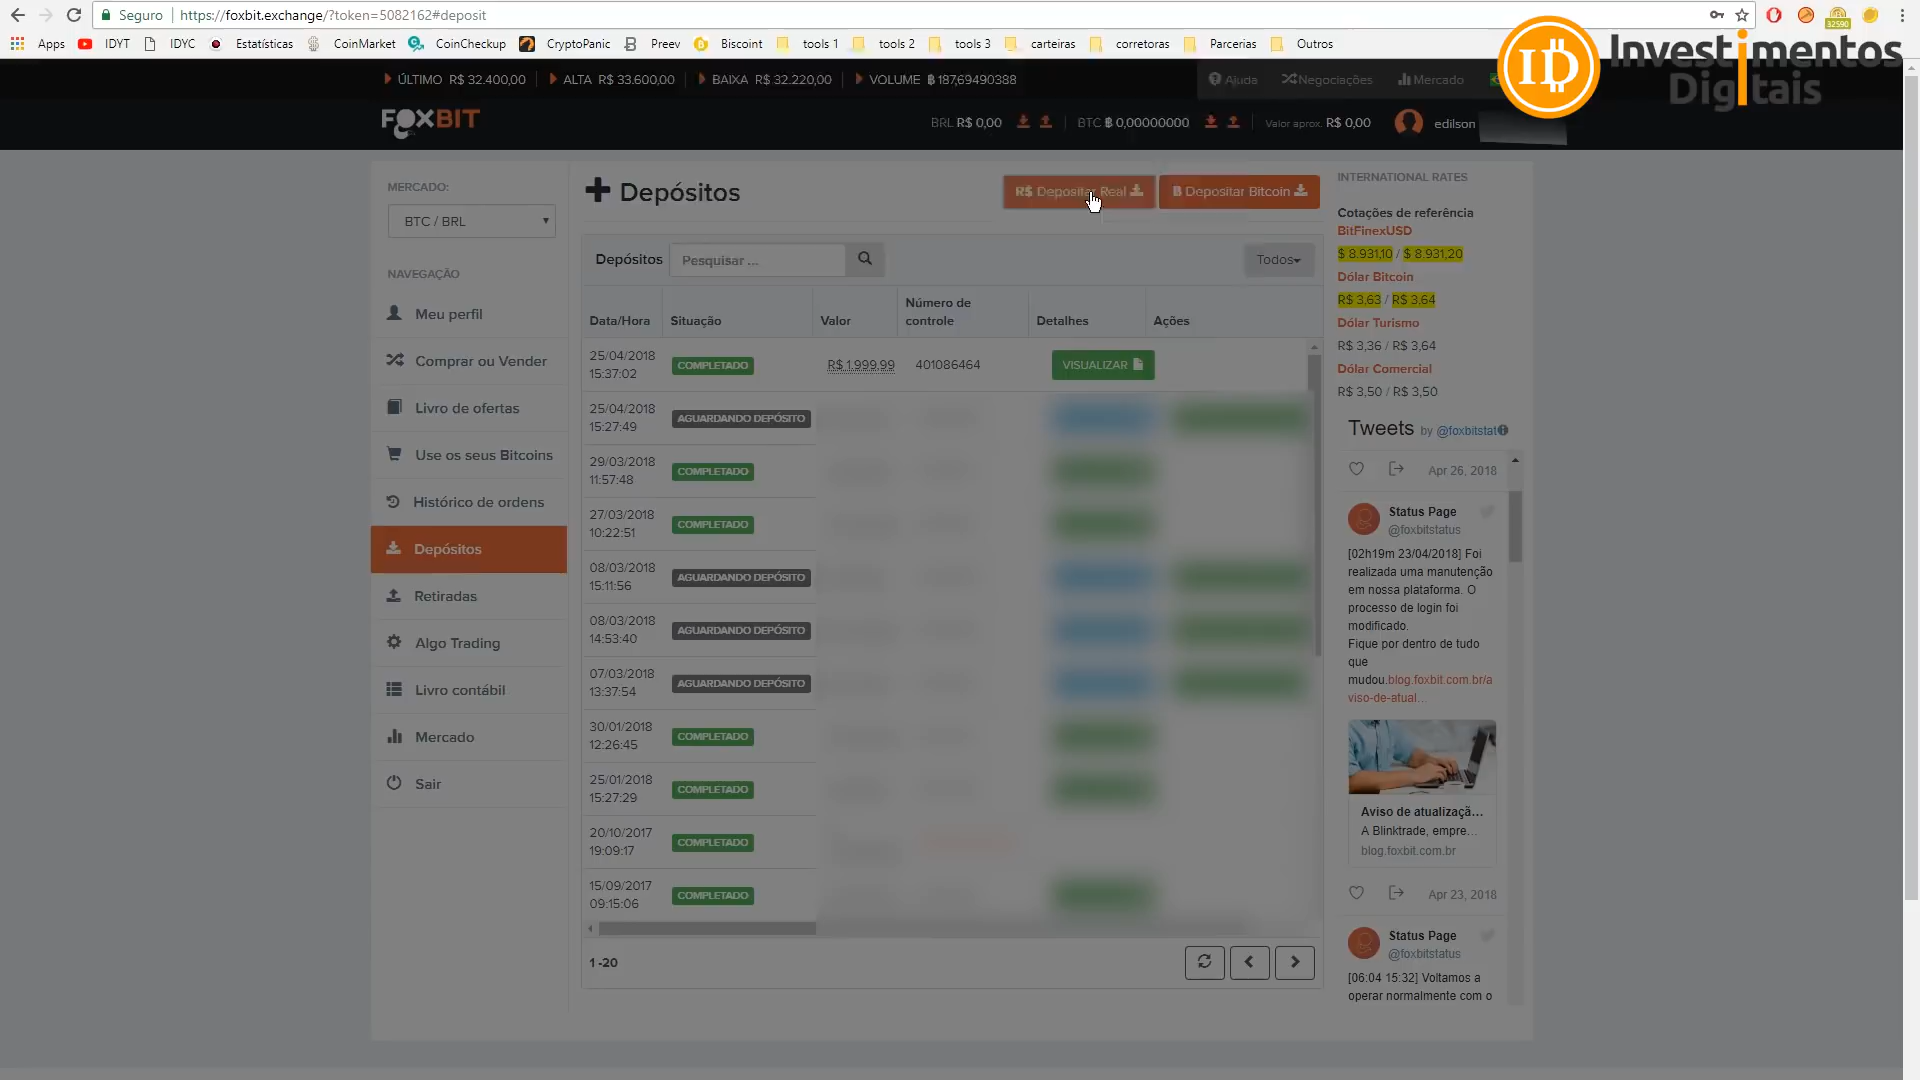 Seguro | https://foxbit.exchange/?token=5082162#deposit
32590
Apps IDYT IDYC Estatísticas CoinMarket CoinCheckup CryptoPanic Preev Biscoint tools 1 tools 2 tools 3 carteiras corretoras Parcerias Outros
Investimentos
Digitais
ÚLTIMO R$ 32.400,00 ALTA R$ 33.600,00 BAIXA R$ 32.220,00 VOLUME ฿ 187,69490388 Ajuda Negociações Mercado
FOXBIT
BRL R$ 0,00 BTC ฿ 0,00000000 Valor aprox. R$ 0,00 edilson
MERCADO:
BTC / BRL
NAVEGAÇÃO
Meu perfil
Comprar ou Vender
Livro de ofertas
Use os seus Bitcoins
Histórico de ordens
Depósitos
Retiradas
Algo Trading
Livro contábil
Mercado
Sair
Depósitos
R$ Depositar Real
Depositar Bitcoin
Depósitos Pesquisar ... Todos
Data/Hora Situação Valor Número de controle Detalhes Ações
25/04/2018 15:37:02 COMPLETADO R$ 1.999,99 401086464 VISUALIZAR
25/04/2018 15:27:49 AGUARDANDO DEPÓSITO
29/03/2018 11:57:48 COMPLETADO
27/03/2018 10:22:51 COMPLETADO
08/03/2018 15:11:56 AGUARDANDO DEPÓSITO
08/03/2018 14:53:40 AGUARDANDO DEPÓSITO
07/03/2018 13:37:54 AGUARDANDO DEPÓSITO
30/01/2018 12:26:45 COMPLETADO
25/01/2018 15:27:29 COMPLETADO
20/10/2017 19:09:17 COMPLETADO
15/09/2017 09:15:06 COMPLETADO
1 -20
INTERNATIONAL RATES
Cotações de referência
BitFinexUSD
$ 8.931,10 / $ 8.931,20
Dólar Bitcoin
R$ 3,63 / R$ 3,64
Dólar Turismo
R$ 3,36 / R$ 3,64
Dólar Comercial
R$ 3,50 / R$ 3,50
Tweets by @foxbitstat
Apr 26, 2018
Status Page
@foxbitstatus
[02h19m 23/04/2018] Foi
realizada uma manutenção
em nossa plataforma. O
processo de login foi
modificado.
Fique por dentro de tudo
que
mudou.blog.foxbit.com.br/a
viso-de-atual...
Aviso de atualizaçã...
A Blinktrade, empre...
blog.foxbit.com.br
Apr 23, 2018
Status Page
@foxbitstatus
[06:04 15:32] Voltamos a
operar normalmente com o